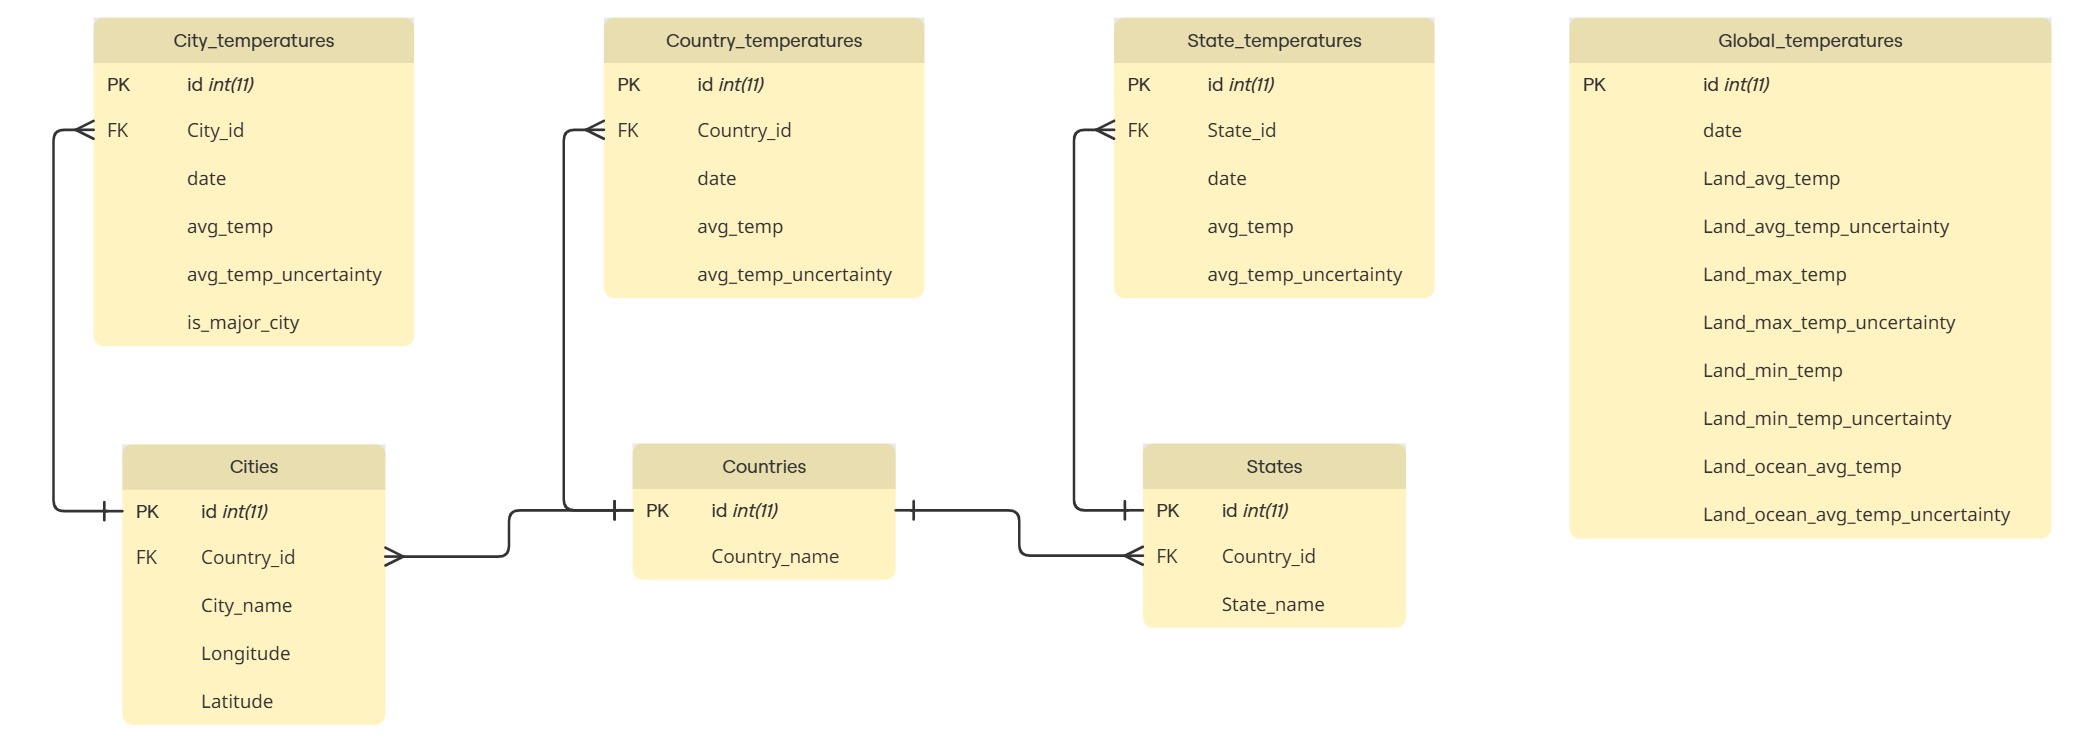 City_temperatures
PK id int(11)
FK City_id
date
avg_temp
avg_temp_uncertainty
is_major_city
Country_temperatures
PK id int(11)
FK Country_id
date
avg_temp
avg_temp_uncertainty
State_temperatures
PK id int(11)
FK State_id
date
avg_temp
avg_temp_uncertainty
Global_temperatures
PK id int(11)
date
Land_avg_temp
Land_avg_temp_uncertainty
Land_max_temp
Land_max_temp_uncertainty
Land_min_temp
Land_min_temp_uncertainty
Land_ocean_avg_temp
Land_ocean_avg_temp_uncertainty
Cities
PK id int(11)
FK Country_id
City_name
Longitude
Latitude
Countries
PK id int(11)
Country_name
States
PK id int(11)
FK Country_id
State_name